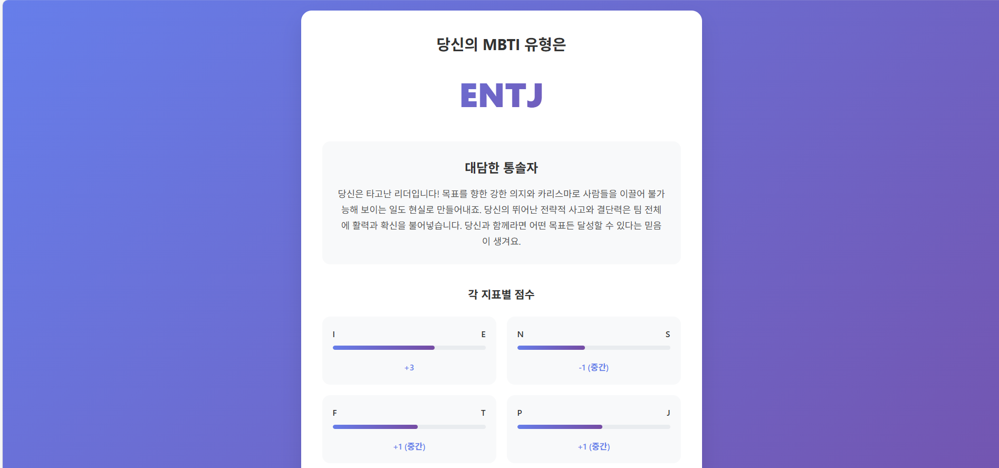 당신의 MBTI 유형은
ENTJ
대담한 통솔자
당신은 타고난 리더입니다! 목표를 향한 강한 의지와 카리스마로 사람들을 이끌어 불가
능해 보이는 일도 현실로 만들어내죠. 당신의 뛰어난 전략적 사고와 결단력은 팀 전체
에 활력과 확신을 불어넣습니다. 당신과 함께라면 어떤 목표든 달성할 수 있다는 믿음
이 생겨요.
각 지표별 점수
I E
+3
N S
-1 (중간)
F T
+1 (중간)
P J
+1 (중간)